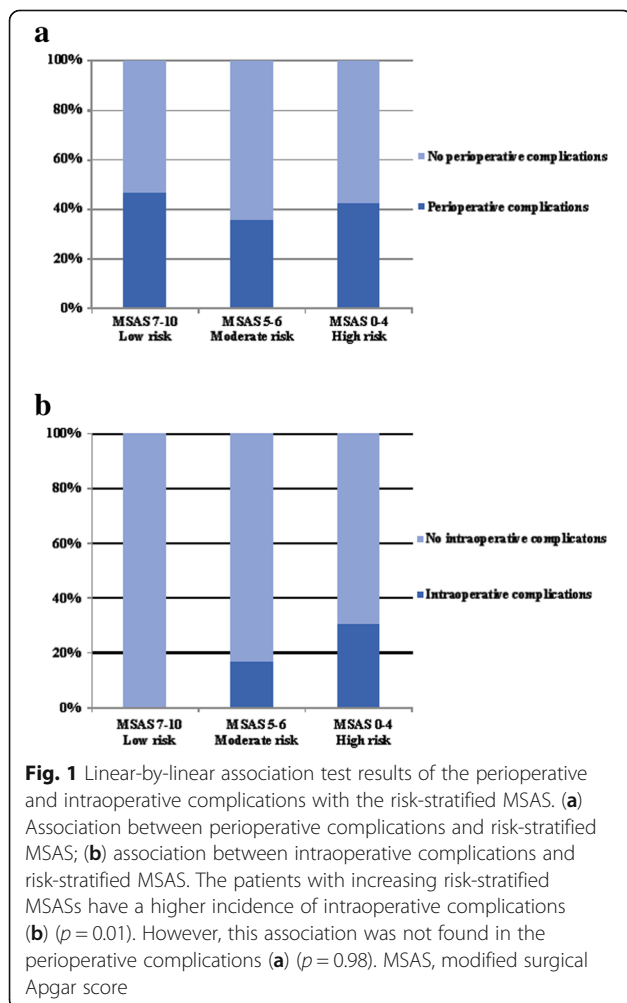 a
100%
80%
No perioperative complications
60%
40%
Perioperative complications
20%
0%
MSAS 7-10 MSAS 5-6 MSAS 0-4
Low risk Moderate risk High risk
b
100%
80%
No intraoperative complicatons
60%
40%
Intraoperative complications
20%
0%
MSAS 7-10 MSAS 5-6 MSAS 0-4
Low risk Moderate risk High risk
Fig. 1 Linear-by-linear association test results of the perioperative
and intraoperative complications with the risk-stratified MSAS. (a)
Association between perioperative complications and risk-stratified
MSAS; (b) association between intraoperative complications and
risk-stratified MSAS. The patients with increasing risk-stratified
MSASs have a higher incidence of intraoperative complications
(b) (p = 0.01). However, this association was not found in the
perioperative complications (a) (p = 0.98). MSAS, modified surgical
Apgar score